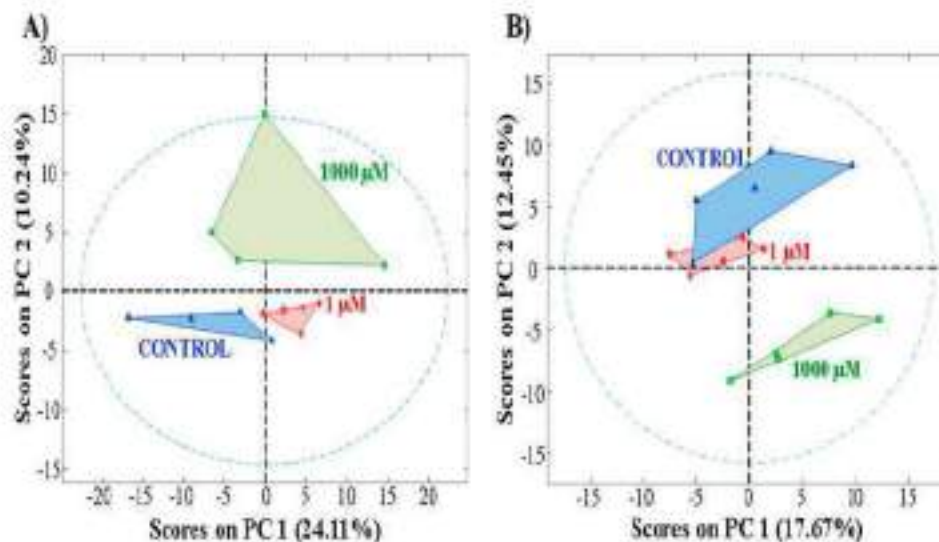 A)
B)
Scores on PC 2 (10.24%)
20
15
10
5
0
-5
-10
-15
1000 µM
1 µM
CONTROL
-20 -15 -10 -5 0 5 10 15 20
Scores on PC 1 (24.11%)
Scores on PC 2 (12.45%)
15
10
5
0
-5
-10
-15
CONTROL
1 µM
1000 µM
-15 -10 -5 0 5 10 15
Scores on PC 1 (17.67%)